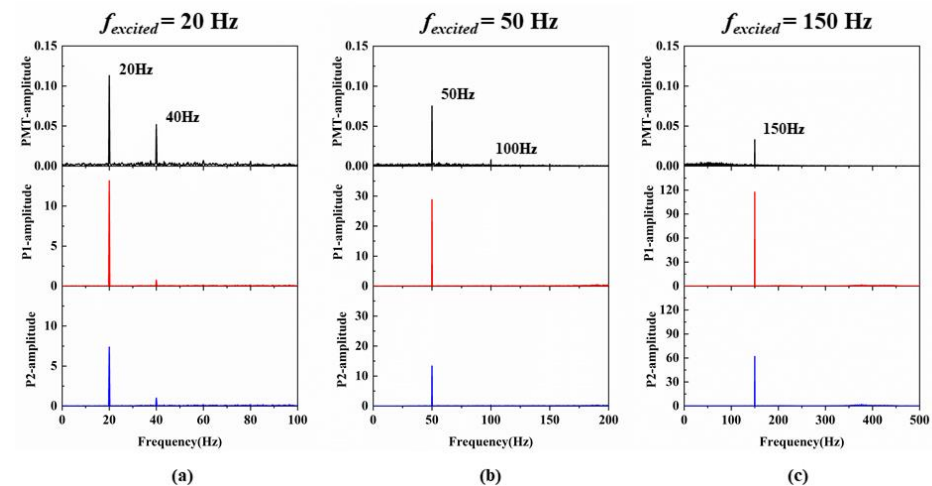 f_excited = 20 Hz
f_excited = 50 Hz
f_excited = 150 Hz
PMT-amplitude
0.15
0.10
0.05
0.00
20Hz
40Hz
P1-amplitude
10
5
0
P2-amplitude
10
5
0
0 20 40 60 80 100
Frequency(Hz)
(a)
PMT-amplitude
0.15
0.10
0.05
0.00
50Hz
100Hz
P1-amplitude
30
20
10
0
P2-amplitude
30
20
10
0
0 50 100 150 200
Frequency(Hz)
(b)
PMT-amplitude
0.15
0.10
0.05
0.00
150Hz
P1-amplitude
120
90
60
30
0
P2-amplitude
120
90
60
30
0
0 100 200 300 400 500
Frequency(Hz)
(c)